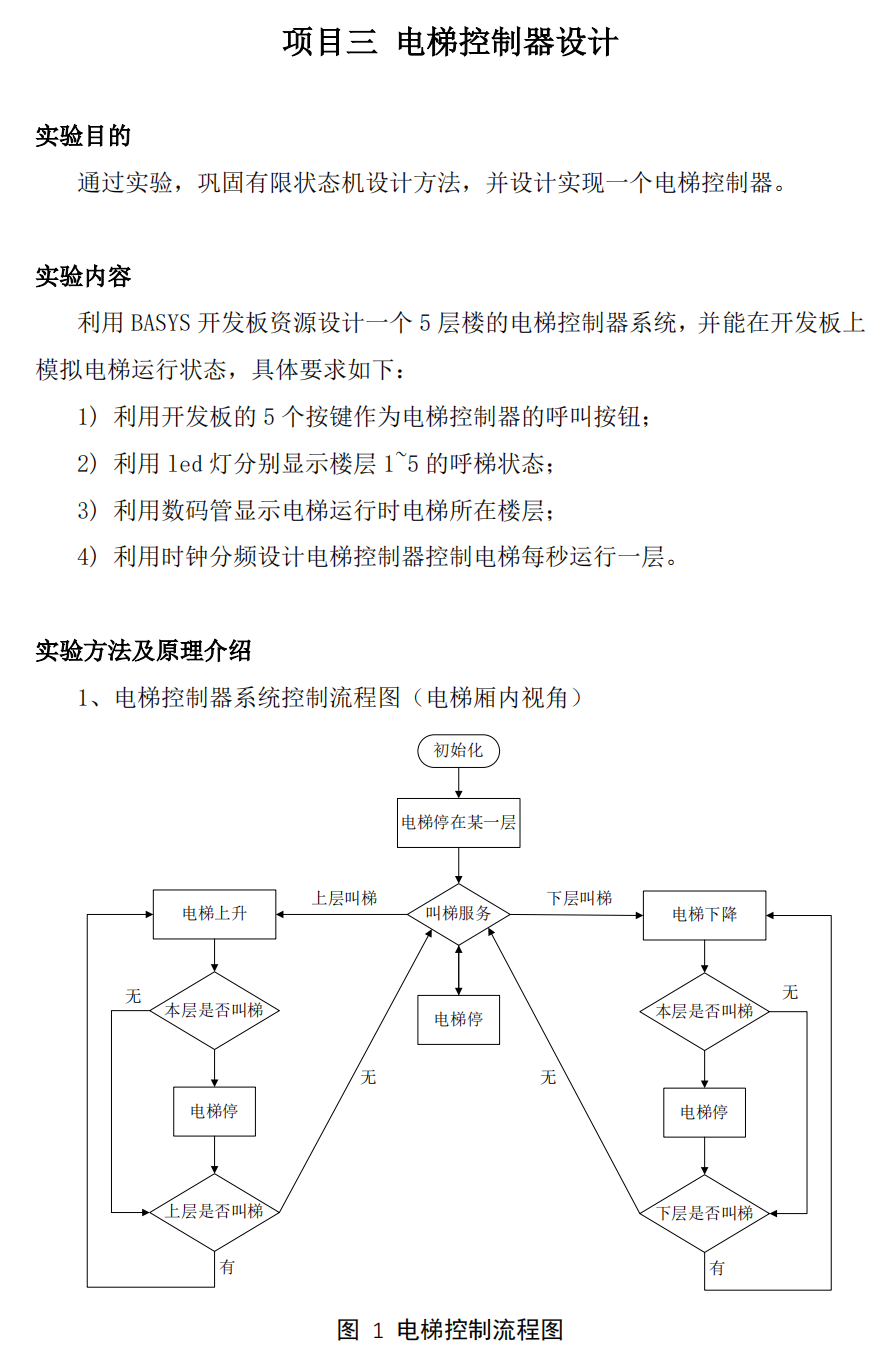 项目三 电梯控制器设计
实验目的
通过实验，巩固有限状态机设计方法，并设计实现一个电梯控制器。
实验内容
利用 BASYS 开发板资源设计一个 5 层楼的电梯控制器系统，并能在开发板上
模拟电梯运行状态，具体要求如下：
1) 利用开发板的 5 个按键作为电梯控制器的呼叫按钮；
2) 利用 led 灯分别显示楼层 1~5 的呼梯状态；
3) 利用数码管显示电梯运行时电梯所在楼层；
4) 利用时钟分频设计电梯控制器控制电梯每秒运行一层。
实验方法及原理介绍
1、电梯控制器系统控制流程图（电梯厢内视角）
初始化
电梯停在某一层
上层叫梯
下层叫梯
电梯上升
叫梯服务
电梯下降
无
本层是否叫梯
电梯停
本层是否叫梯
无
无
无
电梯停
电梯停
上层是否叫梯
下层是否叫梯
有
有
图 1 电梯控制流程图